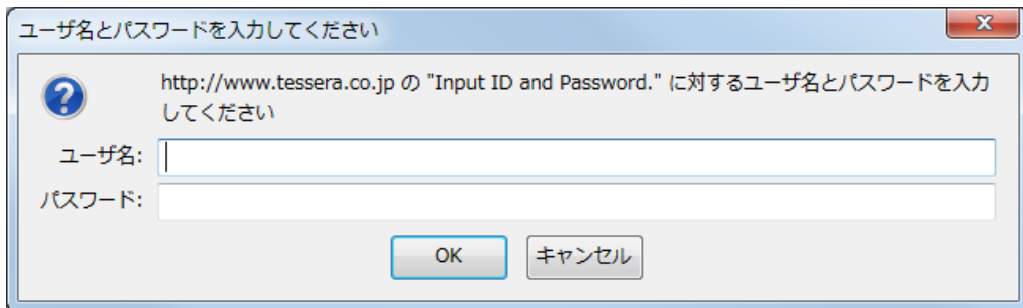 ユーザ名とパスワードを入力してください
http://www.tessera.co.jp の "Input ID and Password." に対するユーザ名とパスワードを入力
してください
ユーザ名:
パスワード:
OK キャンセル